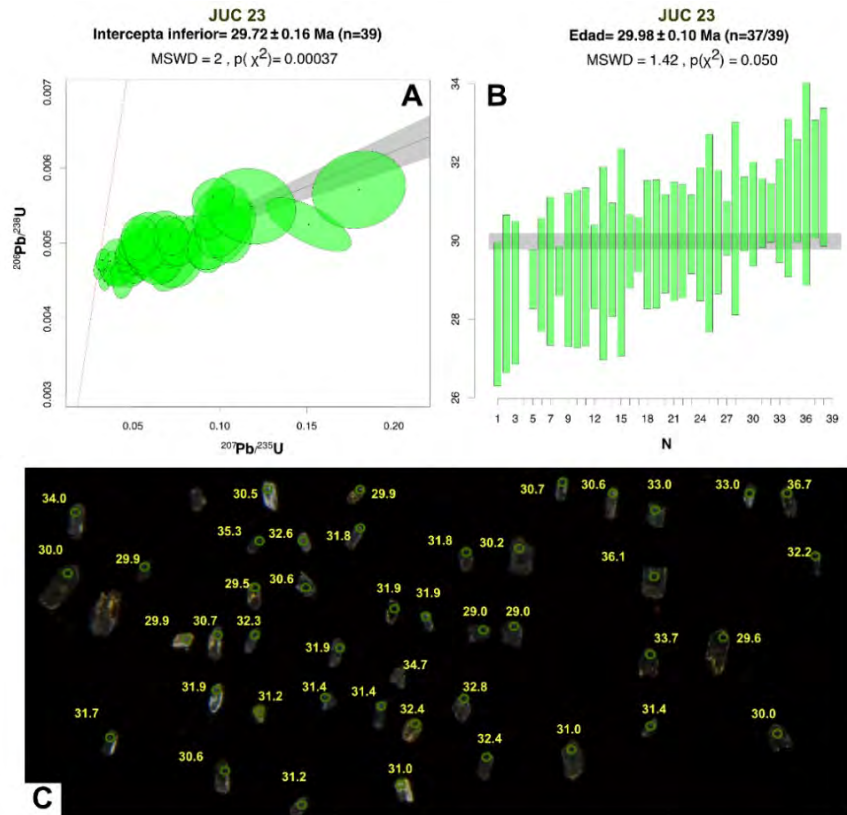 JUC 23
Intercepta inferior= 29.72 ± 0.16 Ma (n=39)
MSWD = 2 , p( χ²)= 0.00037
A
0.007
0.006
0.005
0.004
0.003
²⁰⁶Pb/²³⁸U
0.05 0.10 0.15 0.20
²⁰⁷Pb/²³⁵U
JUC 23
Edad= 29.98 ± 0.10 Ma (n=37/39)
MSWD = 1.42 , p(χ²) = 0.050
B
34
32
30
28
26
1 3 5 7 9 12 15 18 21 24 27 30 33 36 39
N
34.0 30.5 29.9 30.7 30.6 33.0 33.0 36.7
35.3 32.6 31.8 31.8 30.2 32.2
30.0 29.9 29.5 30.6 36.1
31.9 31.9
29.9 30.7 32.3 31.9 29.0 29.0 33.7 29.6
34.7
31.9 31.2 31.4 31.4 32.8
31.7 32.4 31.4 30.0
30.6 32.4 31.0
31.2 31.0
C